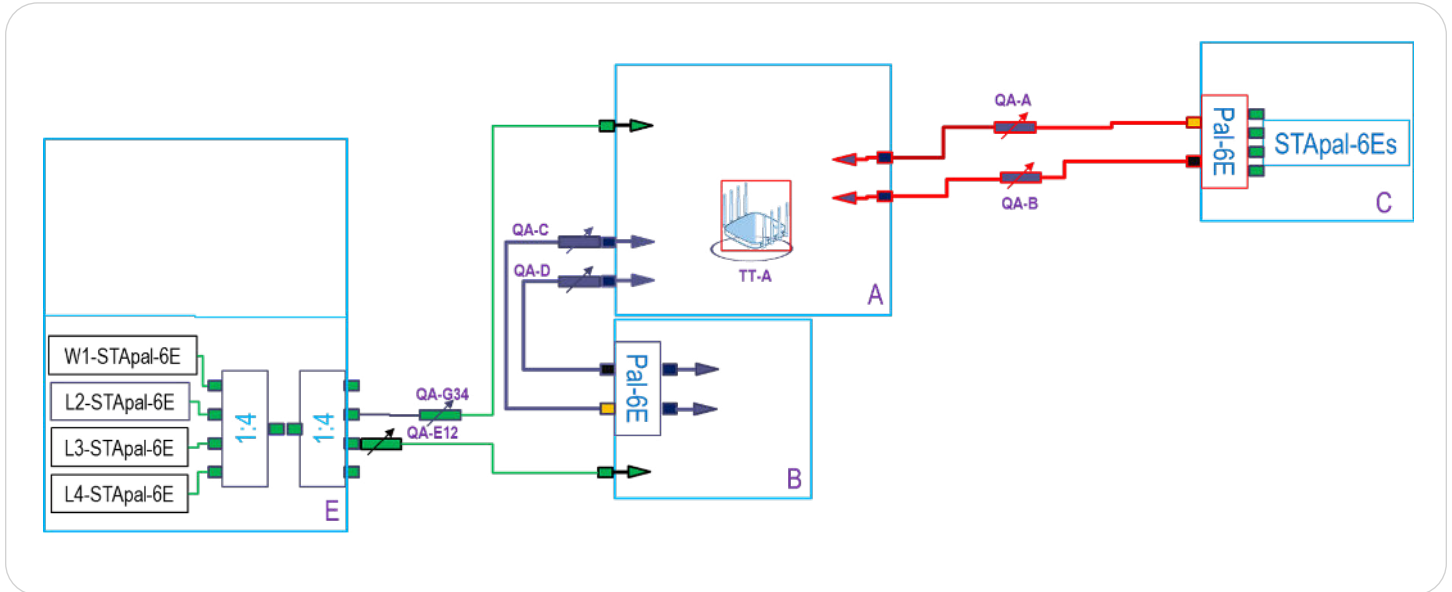 QA-A
Pal-6E
STApal-6Es
QA-B
C
QA-C
QA-D
TT-A
A
W1-STApal-6E
L2-STApal-6E
L3-STApal-6E
L4-STApal-6E
1:4
1:4
E
QA-G34
QA-E12
Pal-6E
B